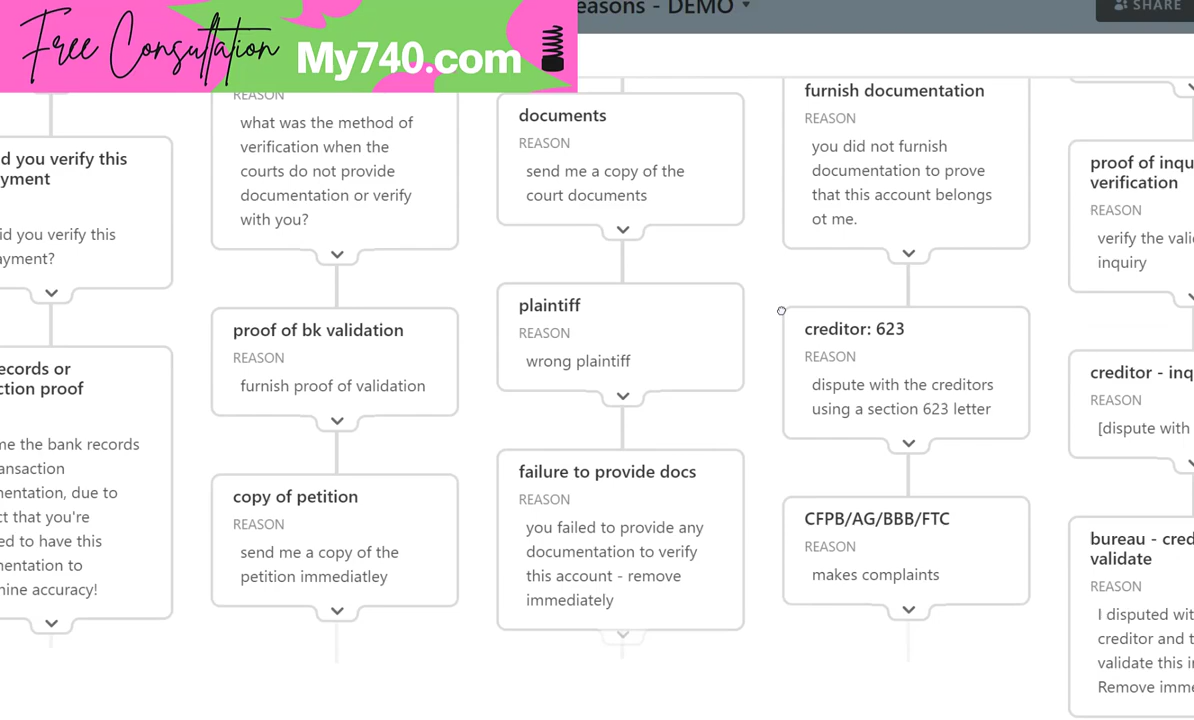 Free Consultation
My740.com
easons - DEMO
SHARE
d you verify this
yment
id you verify this
ayment?
ecords or
ction proof
me the bank records
ansaction
mentation, due to
ct that you're
ed to have this
mentation to
mine accuracy!
REASON
what was the method of
verification when the
courts do not provide
documentation or verify
with you?
proof of bk validation
REASON
furnish proof of validation
copy of petition
REASON
send me a copy of the
petition immediatley
documents
REASON
send me a copy of the
court documents
plaintiff
REASON
wrong plaintiff
failure to provide docs
REASON
you failed to provide any
documentation to verify
this account - remove
immediately
furnish documentation
REASON
you did not furnish
documentation to prove
that this account belongs
ot me.
creditor: 623
REASON
dispute with the creditors
using a section 623 letter
CFPB/AG/BBB/FTC
REASON
makes complaints
proof of inqu
verification
REASON
verify the vali
inquiry
creditor - inq
REASON
[dispute with
bureau - cred
validate
REASON
I disputed wit
creditor and t
validate this i
Remove imme